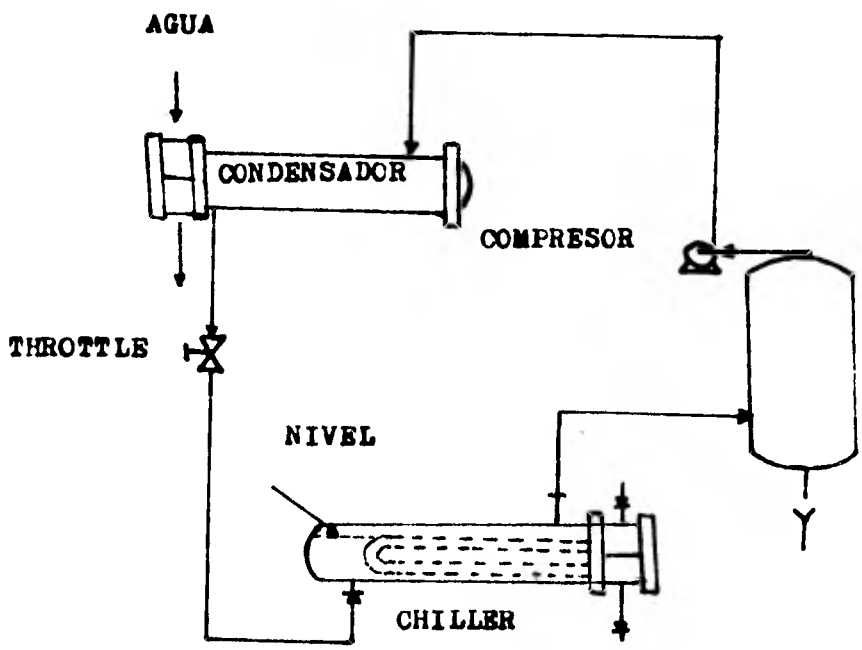 AGUA
CONDENSADOR
COMPRESOR
THROTTLE
NIVEL
CHILLER